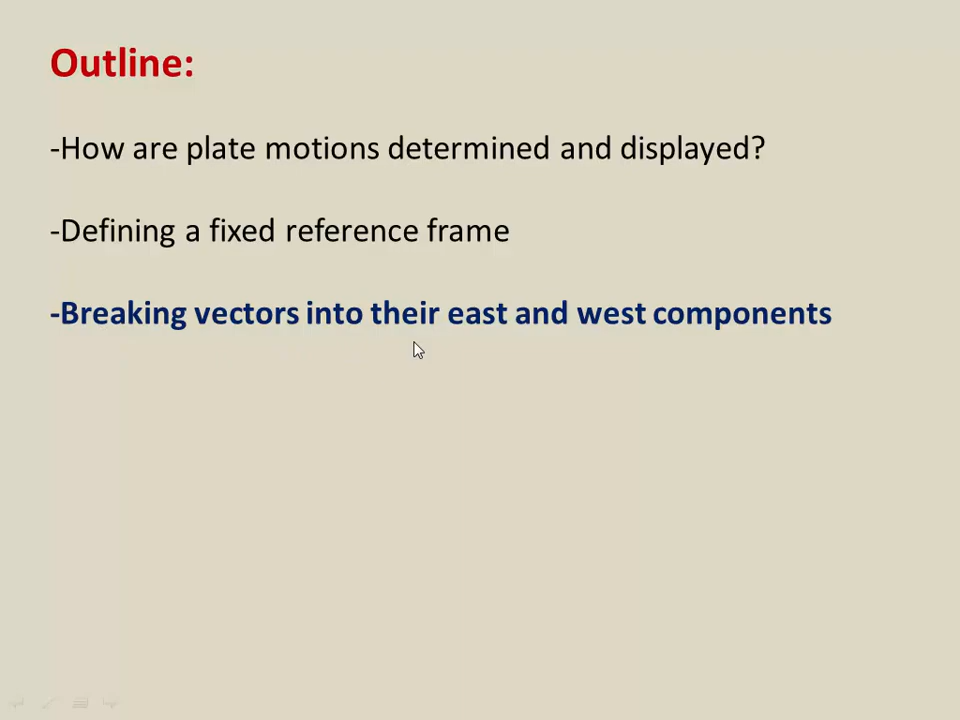 Outline:
-How are plate motions determined and displayed?
-Defining a fixed reference frame
-Breaking vectors into their east and west components